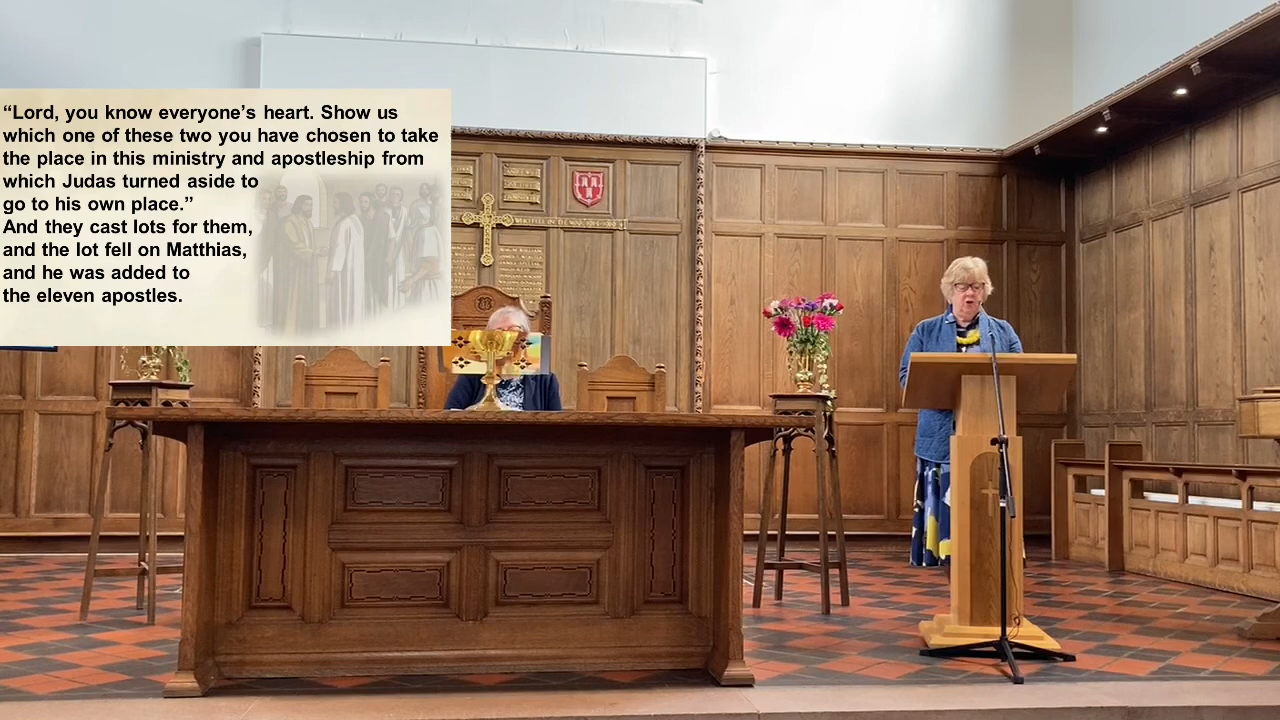 “Lord, you know everyone’s heart. Show us
which one of these two you have chosen to take
the place in this ministry and apostleship from
which Judas turned aside to
go to his own place.”
And they cast lots for them,
and the lot fell on Matthias,
and he was added to
the eleven apostles.